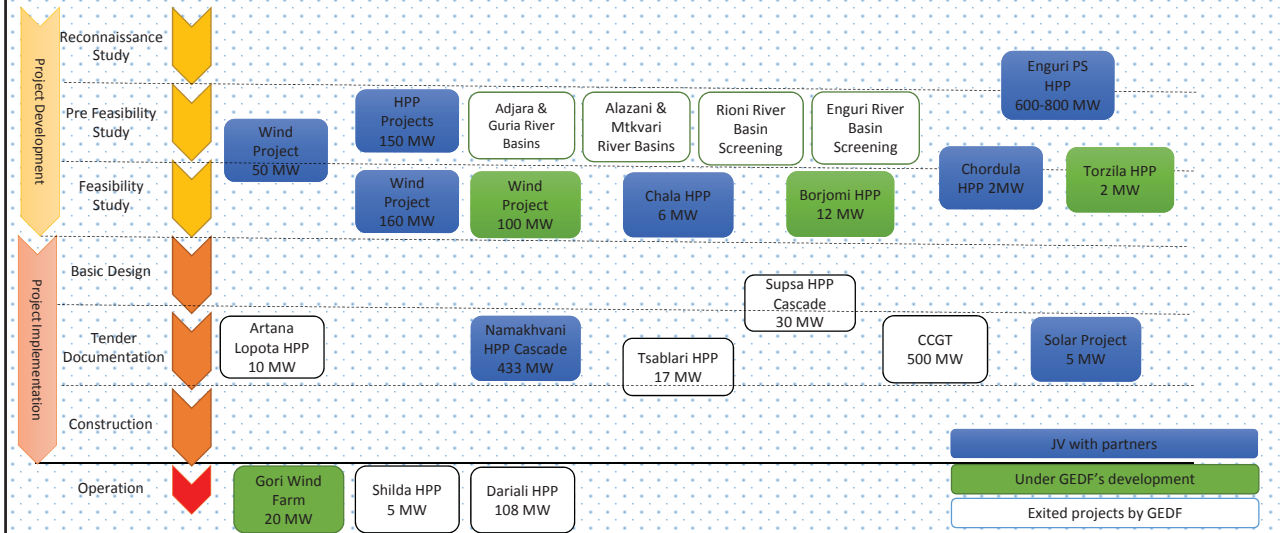 Project Development
Project Implementation
Reconnaissance
Study
Pre Feasibility
Study
Feasibility
Study
Basic Design
Tender
Documentation
Construction
Operation
Enguri PS
HPP
600-800 MW
Wind
Project
50 MW
HPP
Projects
150 MW
Adjara &
Guria River
Basins
Alazani &
Mtkvari
River Basins
Rioni River
Basin
Screening
Enguri River
Basin
Screening
Chordula
HPP 2MW
Torzila HPP
2 MW
Wind
Project
160 MW
Wind
Project
100 MW
Chala HPP
6 MW
Borjomi HPP
12 MW
Supsa HPP
Cascade
30 MW
Artana
Lopota HPP
10 MW
Namakhvani
HPP Cascade
433 MW
Tsablari HPP
17 MW
CCGT
500 MW
Solar Project
5 MW
Gori Wind
Farm
20 MW
Shilda HPP
5 MW
Dariali HPP
108 MW
JV with partners
Under GEDF's development
Exited projects by GEDF